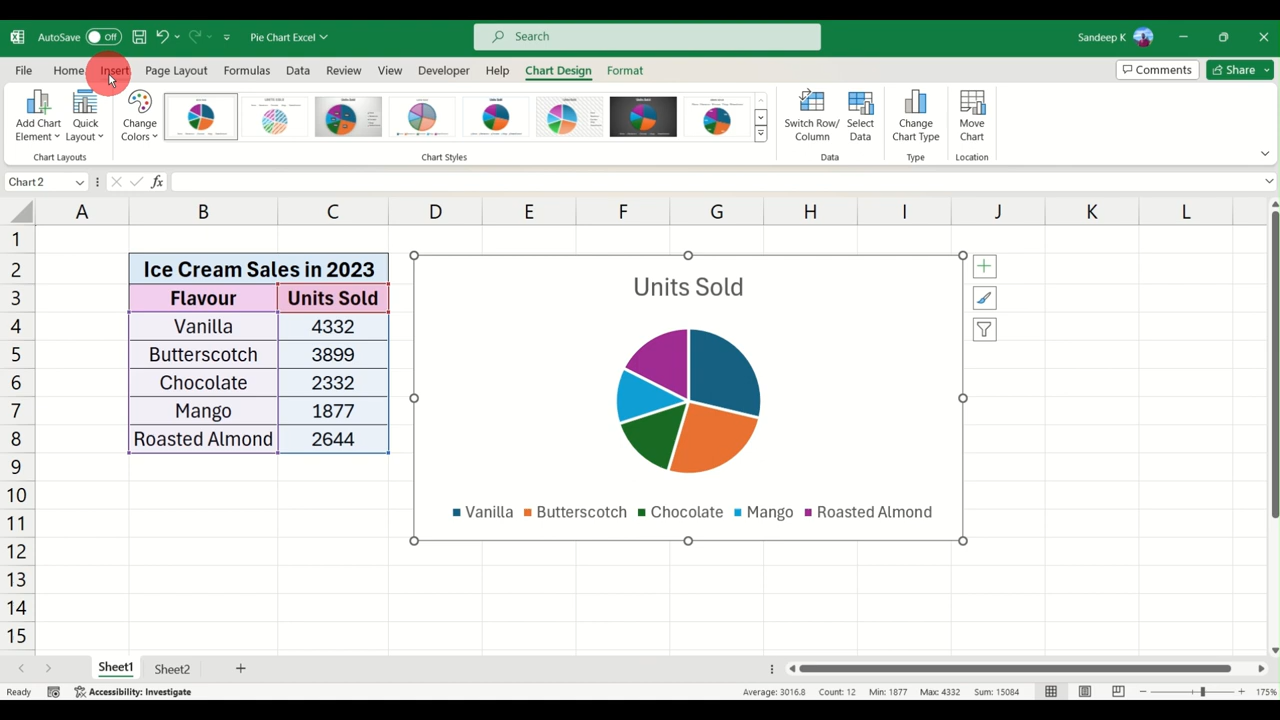 AutoSave Off Pie Chart Excel Search Sandeep K
File Home Insert Page Layout Formulas Data Review View Developer Help Chart Design Format Comments Share
Add Chart Element Quick Layout Change Colors Switch Row/ Column Select Data Change Chart Type Move Chart
Chart Layouts Chart Styles Data Type Location
Chart 2 fx
A B C D E F G H I J K L
1
2 Ice Cream Sales in 2023
3 Flavour Units Sold
4 Vanilla 4332
5 Butterscotch 3899
6 Chocolate 2332
7 Mango 1877
8 Roasted Almond 2644
9
10
11
12
13
14
15
Units Sold
Vanilla Butterscotch Chocolate Mango Roasted Almond
Sheet1 Sheet2
Ready Accessibility: Investigate Average: 3016.8 Count: 12 Min: 1877 Max: 4332 Sum: 15084 175%